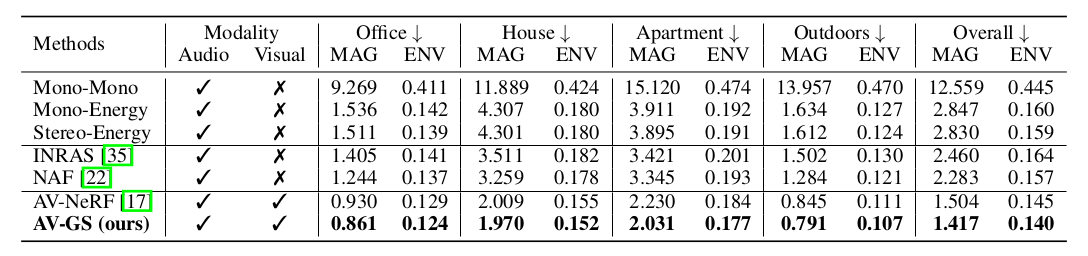 Methods Modality Office ↓ House ↓ Apartment ↓ Outdoors ↓ Overall ↓
Audio Visual MAG ENV MAG ENV MAG ENV MAG ENV MAG ENV
Mono-Mono ✓ ✗ 9.269 0.411 11.889 0.424 15.120 0.474 13.957 0.470 12.559 0.445
Mono-Energy ✓ ✗ 1.536 0.142 4.307 0.180 3.911 0.192 1.634 0.127 2.847 0.160
Stereo-Energy ✓ ✗ 1.511 0.139 4.301 0.180 3.895 0.191 1.612 0.124 2.830 0.159
INRAS [35] ✓ ✗ 1.405 0.141 3.511 0.182 3.421 0.201 1.502 0.130 2.460 0.164
NAF [22] ✓ ✗ 1.244 0.137 3.259 0.178 3.345 0.193 1.284 0.121 2.283 0.157
AV-NeRF [17] ✓ ✓ 0.930 0.129 2.009 0.155 2.230 0.184 0.845 0.111 1.504 0.145
AV-GS (ours) ✓ ✓ 0.861 0.124 1.970 0.152 2.031 0.177 0.791 0.107 1.417 0.140